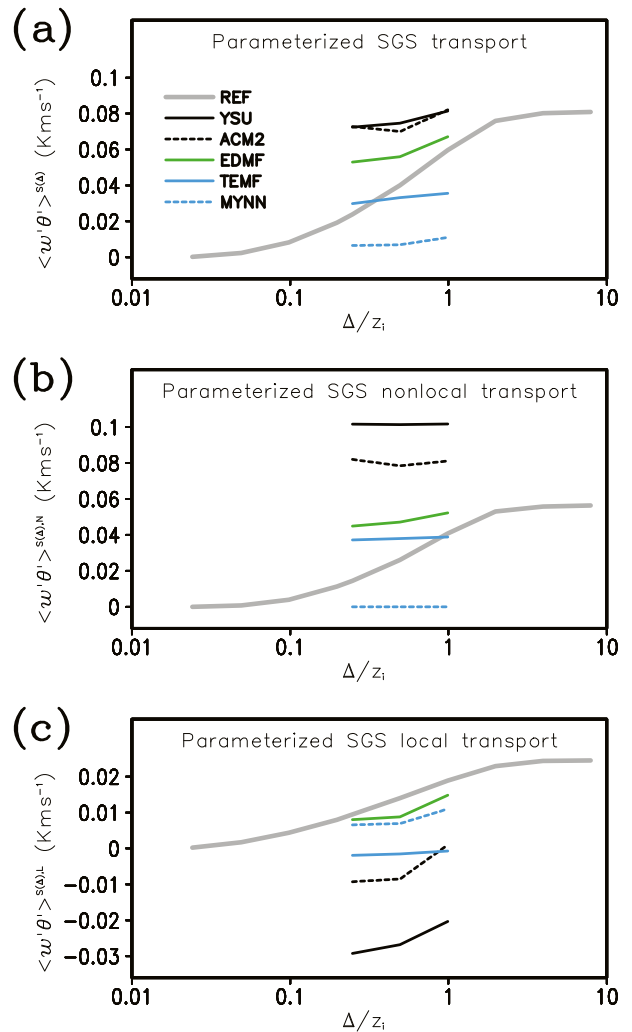 (a)
Parameterized SGS transport
<w'θ'>ˢ⁽Δ⁾ (Kms⁻¹)
0.1
0.08
0.06
0.04
0.02
0
REF
YSU
ACM2
EDMF
TEMF
MYNN
0.01 0.1 1 10
Δ/zᵢ
(b)
Parameterized SGS nonlocal transport
<w'θ'>ˢ⁽Δ⁾,ᴺ (Kms⁻¹)
0.1
0.08
0.06
0.04
0.02
0
0.01 0.1 1 10
Δ/zᵢ
(c)
Parameterized SGS local transport
<w'θ'>ˢ⁽Δ⁾,ᴸ (Kms⁻¹)
0.02
0.01
0
−0.01
−0.02
−0.03
0.01 0.1 1 10
Δ/zᵢ